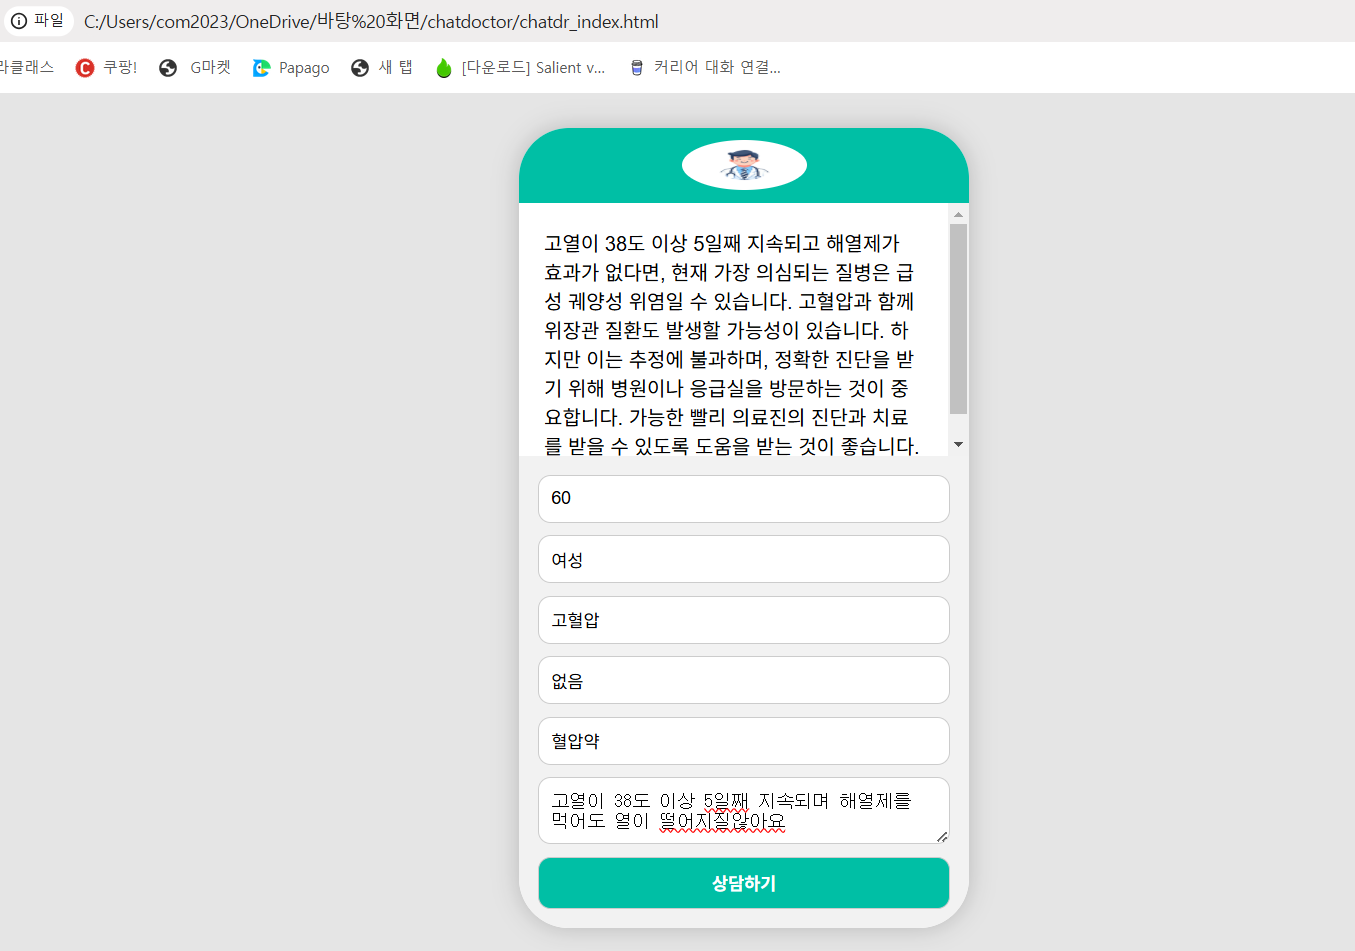 파일 C:/Users/com2023/OneDrive/바탕%20화면/chatdoctor/chatdr_index.html
라클래스 쿠팡! G마켓 Papago 새 탭 [다운로드] Salient v... 커리어 대화 연결...
고열이 38도 이상 5일째 지속되고 해열제가
효과가 없다면, 현재 가장 의심되는 질병은 급
성 궤양성 위염일 수 있습니다. 고혈압과 함께
위장관 질환도 발생할 가능성이 있습니다. 하
지만 이는 추정에 불과하며, 정확한 진단을 받
기 위해 병원이나 응급실을 방문하는 것이 중
요합니다. 가능한 빨리 의료진의 진단과 치료
를 받을 수 있도록 도움을 받는 것이 좋습니다.
60
여성
고혈압
없음
혈압약
고열이 38도 이상 5일째 지속되며 해열제를
먹어도 열이 떨어지질않아요
상담하기